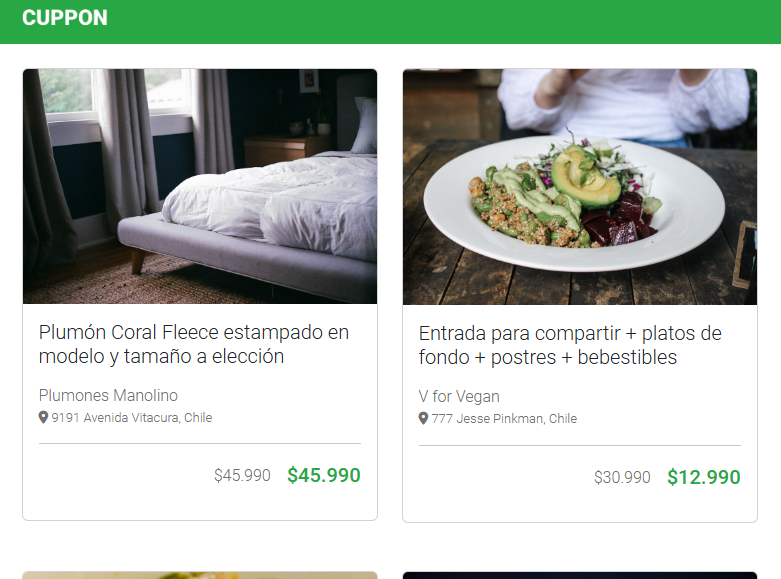 CUPPON
Plumón Coral Fleece estampado en
modelo y tamaño a elección
Plumones Manolino
9191 Avenida Vitacura, Chile
$45.990 $45.990
Entrada para compartir + platos de
fondo + postres + bebestibles
V for Vegan
777 Jesse Pinkman, Chile
$30.990 $12.990